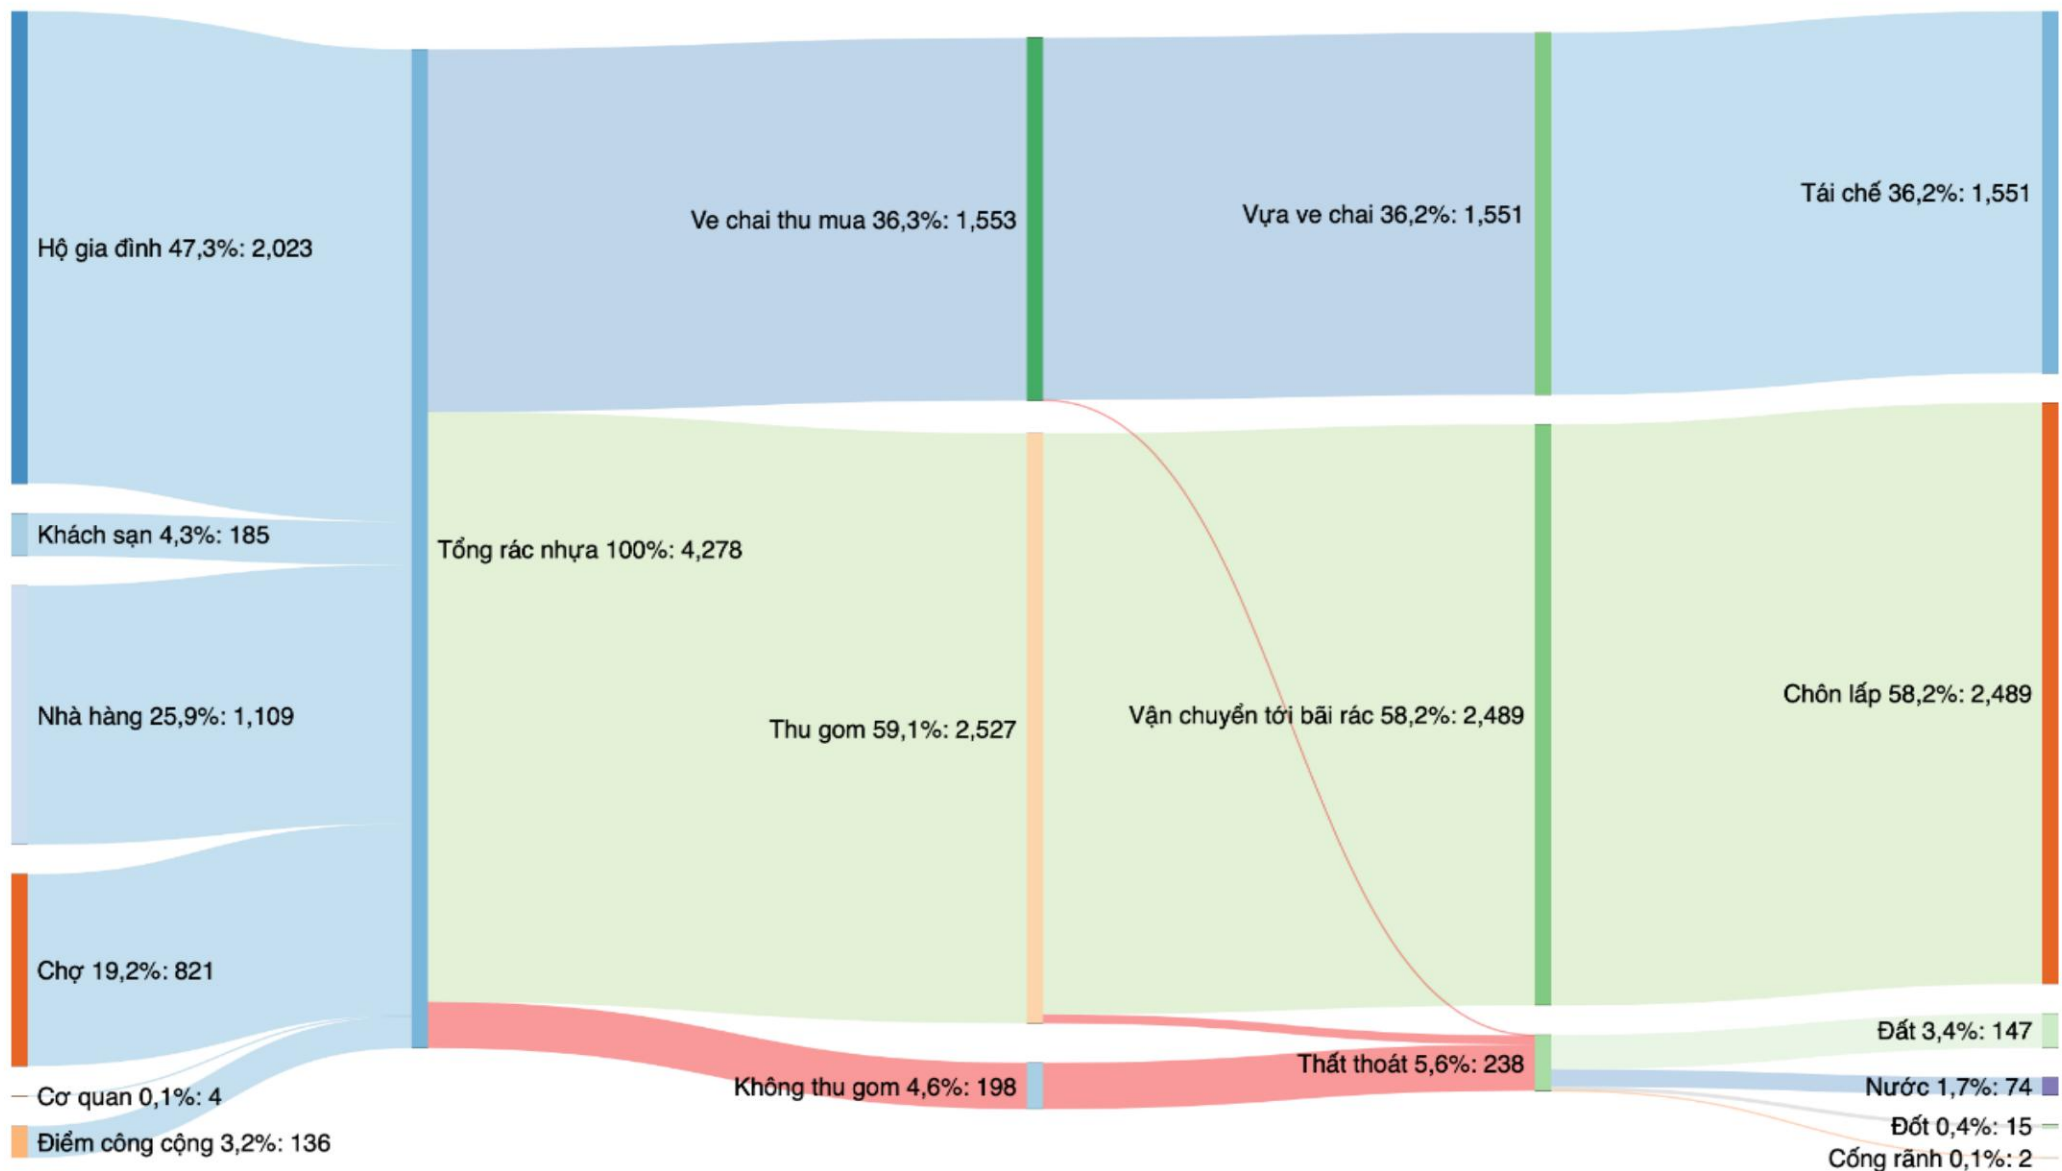 Hộ gia đình 47,3%: 2,023
Khách sạn 4,3%: 185
Nhà hàng 25,9%: 1,109
Chợ 19,2%: 821
Cơ quan 0,1%: 4
Điểm công cộng 3,2%: 136
Tổng rác nhựa 100%: 4,278
Ve chai thu mua 36,3%: 1,553
Thu gom 59,1%: 2,527
Không thu gom 4,6%: 198
Vựa ve chai 36,2%: 1,551
Vận chuyển tới bãi rác 58,2%: 2,489
Thất thoát 5,6%: 238
Tái chế 36,2%: 1,551
Chôn lấp 58,2%: 2,489
Đất 3,4%: 147
Nước 1,7%: 74
Đốt 0,4%: 15
Cống rãnh 0,1%: 2